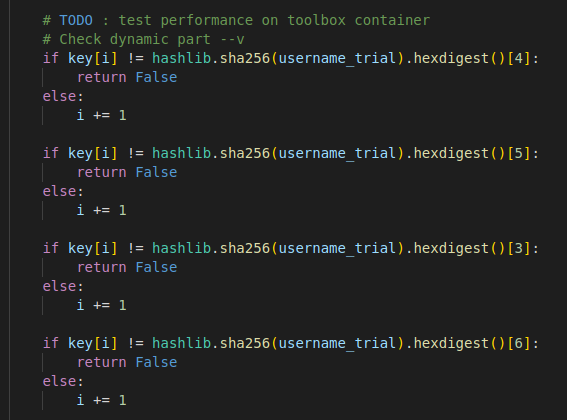 # TODO : test performance on toolbox container
# Check dynamic part --v
if key[i] != hashlib.sha256(username_trial).hexdigest()[4]:
    return False
else:
    i += 1
if key[i] != hashlib.sha256(username_trial).hexdigest()[5]:
    return False
else:
    i += 1
if key[i] != hashlib.sha256(username_trial).hexdigest()[3]:
    return False
else:
    i += 1
if key[i] != hashlib.sha256(username_trial).hexdigest()[6]:
    return False
else:
    i += 1